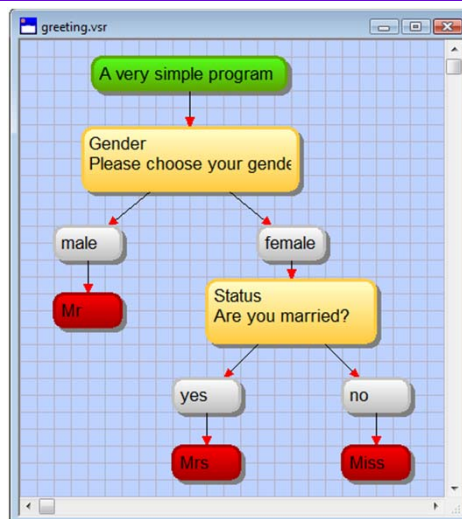 greeting.vsr
A very simple program
Gender
Please choose your gende
male
female
Mr
Status
Are you married?
yes
no
Mrs
Miss